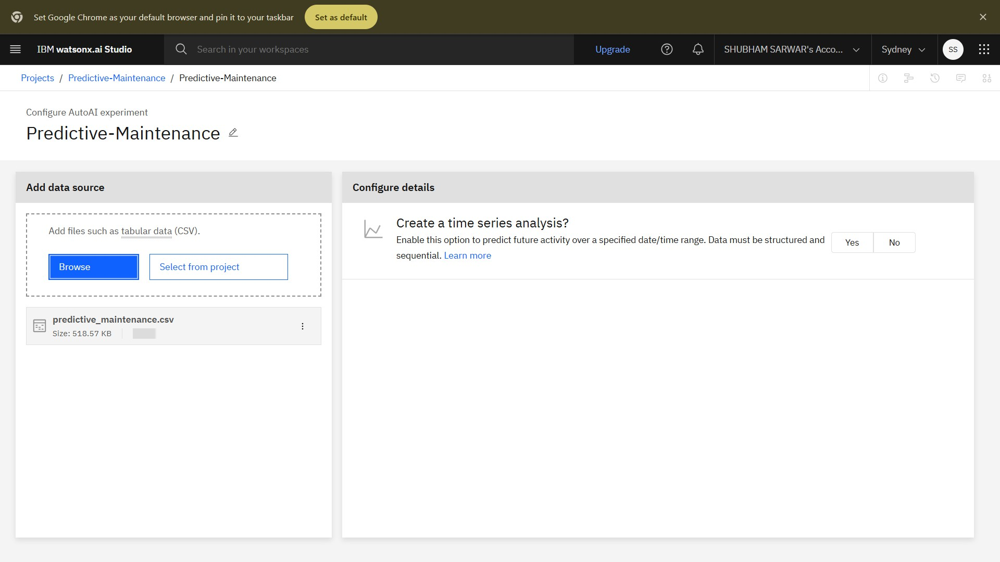 Set Google Chrome as your default browser and pin it to your taskbar
Set as default
IBM watsonx.ai Studio
Search in your workspaces
Upgrade
SHUBHAM SARWAR's Acco...
Sydney
SS
Projects / Predictive-Maintenance / Predictive-Maintenance
Configure AutoAI experiment
Predictive-Maintenance
Add data source
Add files such as tabular data (CSV).
Browse
Select from project
predictive_maintenance.csv
Size: 518.57 KB
Configure details
Create a time series analysis?
Enable this option to predict future activity over a specified date/time range. Data must be structured and
sequential. Learn more
Yes
No